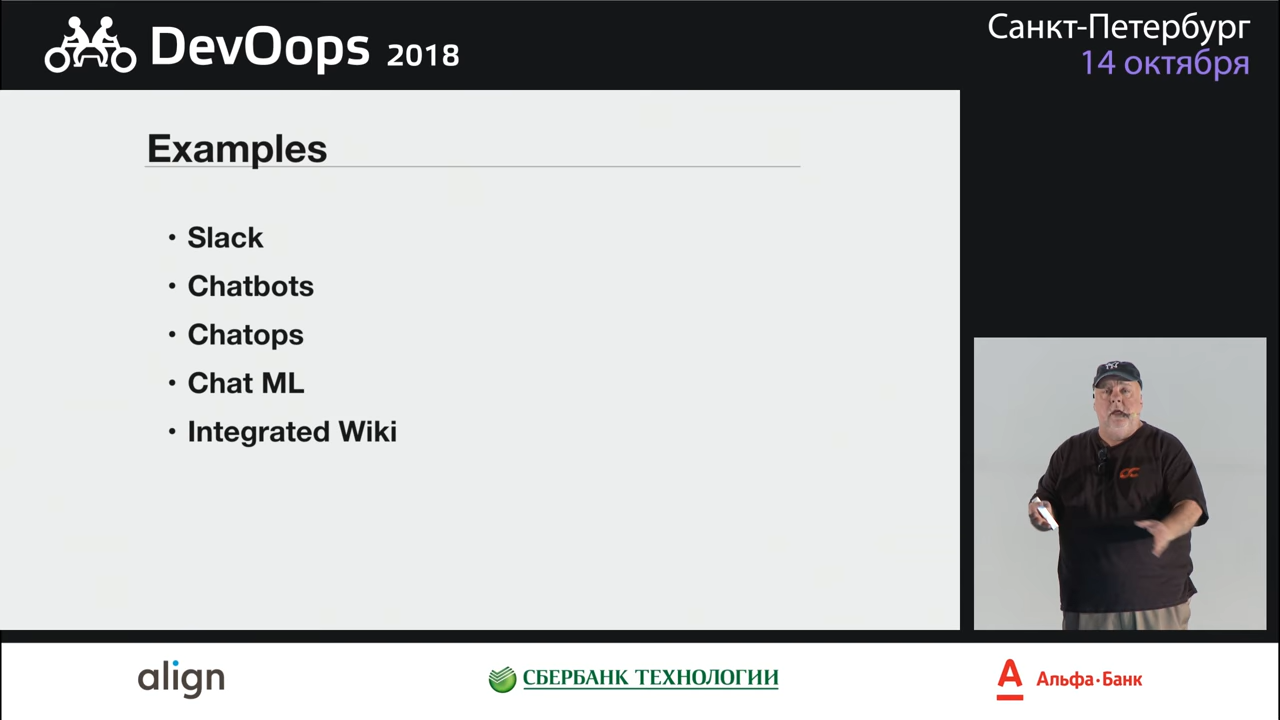 DevOops 2018
Санкт-Петербург
14 октября
Examples
• Slack
• Chatbots
• Chatops
• Chat ML
• Integrated Wiki
align
СБЕРБАНК ТЕХНОЛОГИИ
А Альфа·Банк